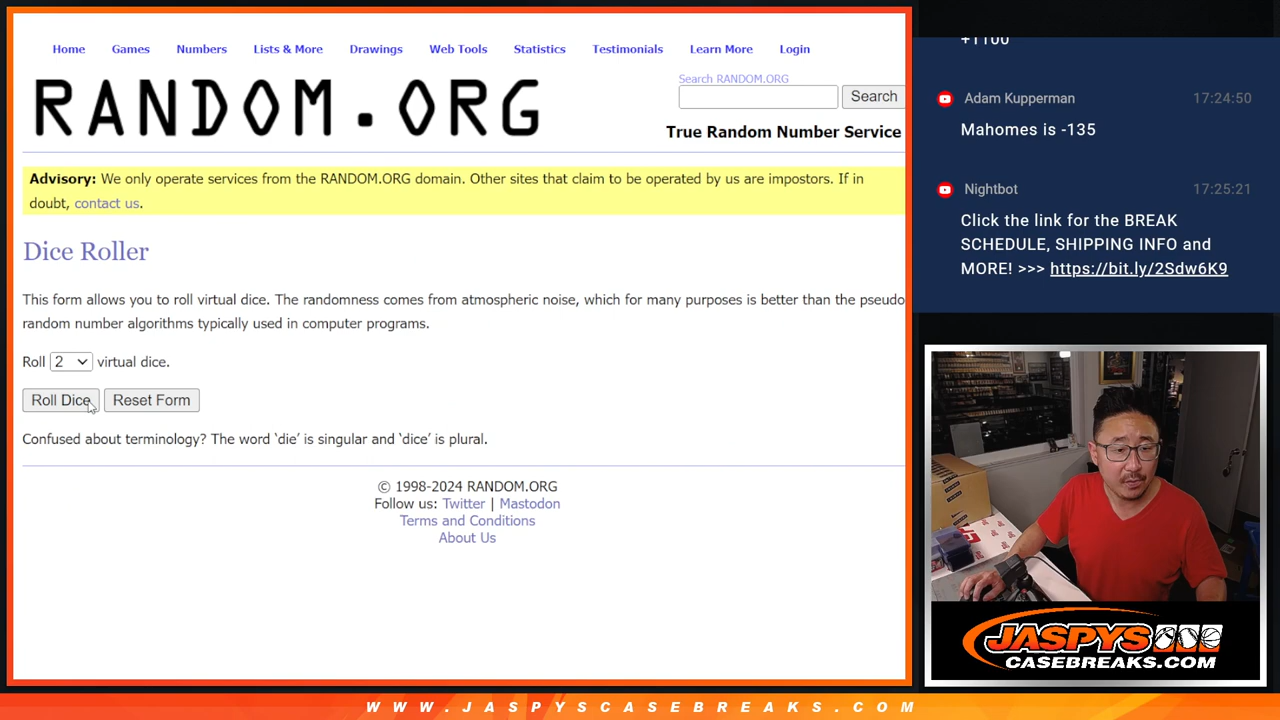 Home Games Numbers Lists & More Drawings Web Tools Statistics Testimonials Learn More Login
RANDOM.ORG
Search RANDOM.ORG
Search
True Random Number Service
Advisory: We only operate services from the RANDOM.ORG domain. Other sites that claim to be operated by us are impostors. If in
doubt, contact us.
Dice Roller
This form allows you to roll virtual dice. The randomness comes from atmospheric noise, which for many purposes is better than the pseudo
random number algorithms typically used in computer programs.
Roll 2 virtual dice.
Roll Dice Reset Form
Confused about terminology? The word ‘die’ is singular and ‘dice’ is plural.
© 1998-2024 RANDOM.ORG
Follow us: Twitter | Mastodon
Terms and Conditions
About Us
+1100
Adam Kupperman 17:24:50
Mahomes is -135
Nightbot 17:25:21
Click the link for the BREAK
SCHEDULE, SHIPPING INFO and
MORE! >>> https://bit.ly/2Sdw6K9
JASPYS
CASEBREAKS.COM
WWW.JASPYSCASEBREAKS.COM